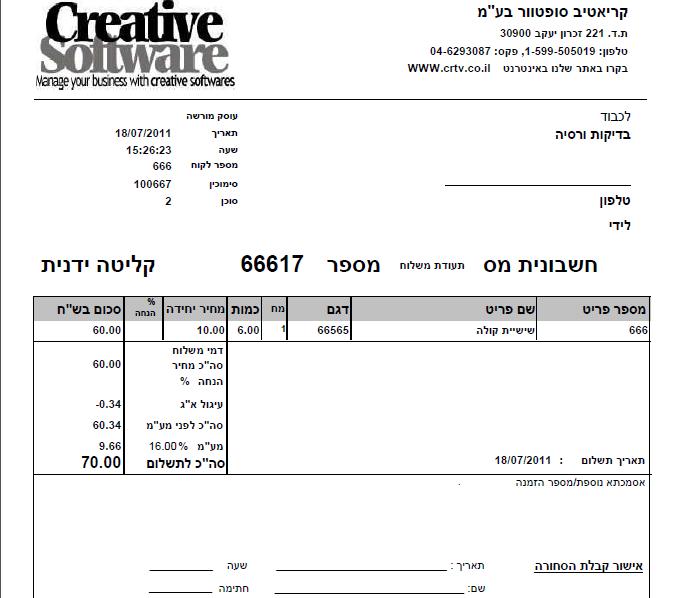 Creative
Software
Manage your business with creative softwares
קריאטיב סופטוור בע"מ
ת.ד. 221 זכרון יעקב 30900
טלפון: 1-599-505019, פקס: 04-6293087
בקרו באתר שלנו באינטרנט WWW.crtv.co.il
לכבוד
בדיקות ורסיה
טלפון
לידי
עוסק מורשה
תאריך 18/07/2011
שעה 15:26:23
מספר לקוח 666
סימוכין 100667
סוכן 2
חשבונית מס תעודת משלוח מספר 66617 קליטה ידנית
מספר פריט שם פריט דגם מח כמות מחיר יחידה % הנחה סכום בש"ח
666 שישיית קולה 66565 1 6.00 10.00 60.00
דמי משלוח
סה"כ מחיר 60.00
הנחה %
עיגול א"ג -0.34
סה"כ לפני מע"מ 60.34
מע"מ 16.00% 9.66
סה"כ לתשלום 70.00
תאריך תשלום : 18/07/2011
אסמכתא נוספת/מספר הזמנה .
אישור קבלת הסחורה תאריך : שעה
שם: חתימה